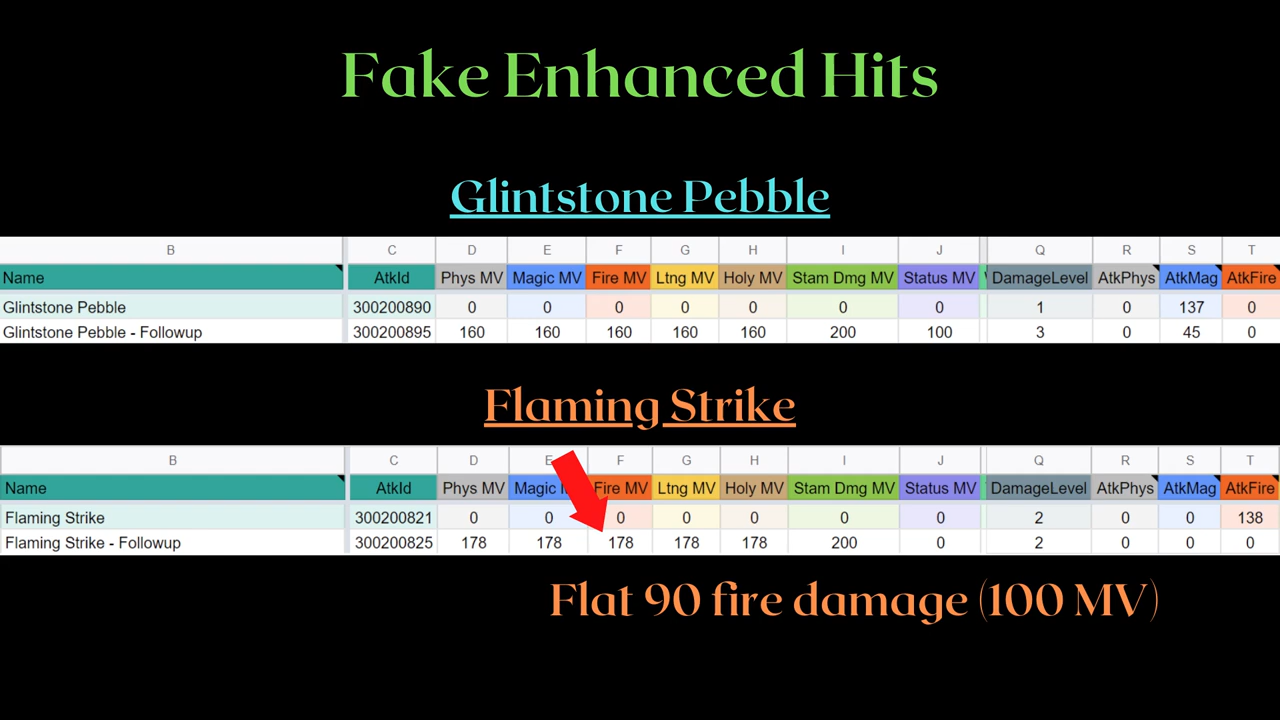 Fake Enhanced Hits
Glintstone Pebble
B C D E F G H I J Q R S T
Name AtkId Phys MV Magic MV Fire MV Ltng MV Holy MV Stam Dmg MV Status MV DamageLevel AtkPhys AtkMag AtkFire
Glintstone Pebble 300200890 0 0 0 0 0 0 0 1 0 137 0
Glintstone Pebble - Followup 300200895 160 160 160 160 160 200 100 3 0 45 0
Flaming Strike
B C D E F G H I J Q R S T
Name AtkId Phys MV Magic Fire MV Ltng MV Holy MV Stam Dmg MV Status MV DamageLevel AtkPhys AtkMag AtkFire
Flaming Strike 300200821 0 0 0 0 0 0 0 2 0 0 138
Flaming Strike - Followup 300200825 178 178 178 178 178 200 0 2 0 0 0
Flat 90 fire damage (100 MV)